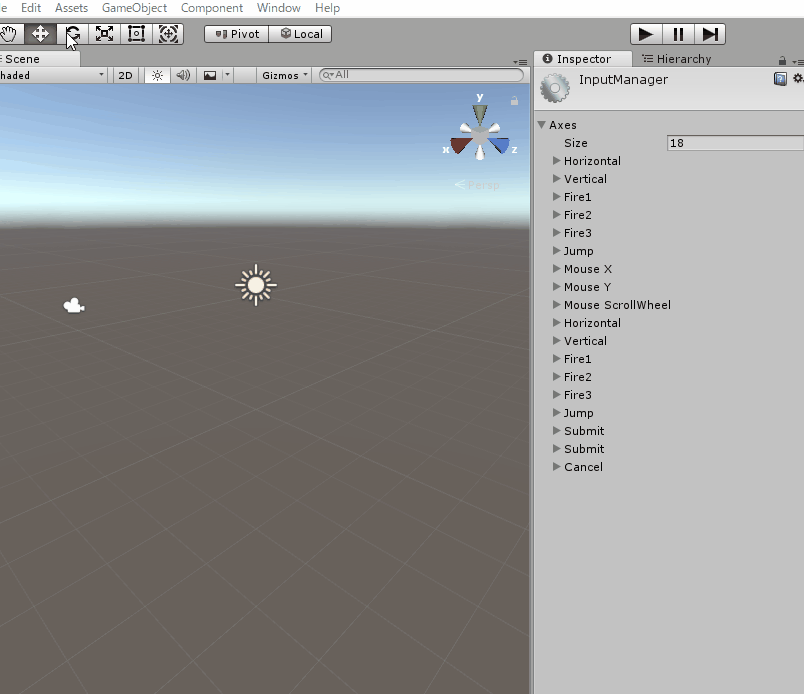 e Edit Assets GameObject Component Window Help
Pivot Local
Scene
Inspector Hierarchy
haded 2D Gizmos All
InputManager
y
x z
Persp
Axes
Size 18
Horizontal
Vertical
Fire1
Fire2
Fire3
Jump
Mouse X
Mouse Y
Mouse ScrollWheel
Horizontal
Vertical
Fire1
Fire2
Fire3
Jump
Submit
Submit
Cancel